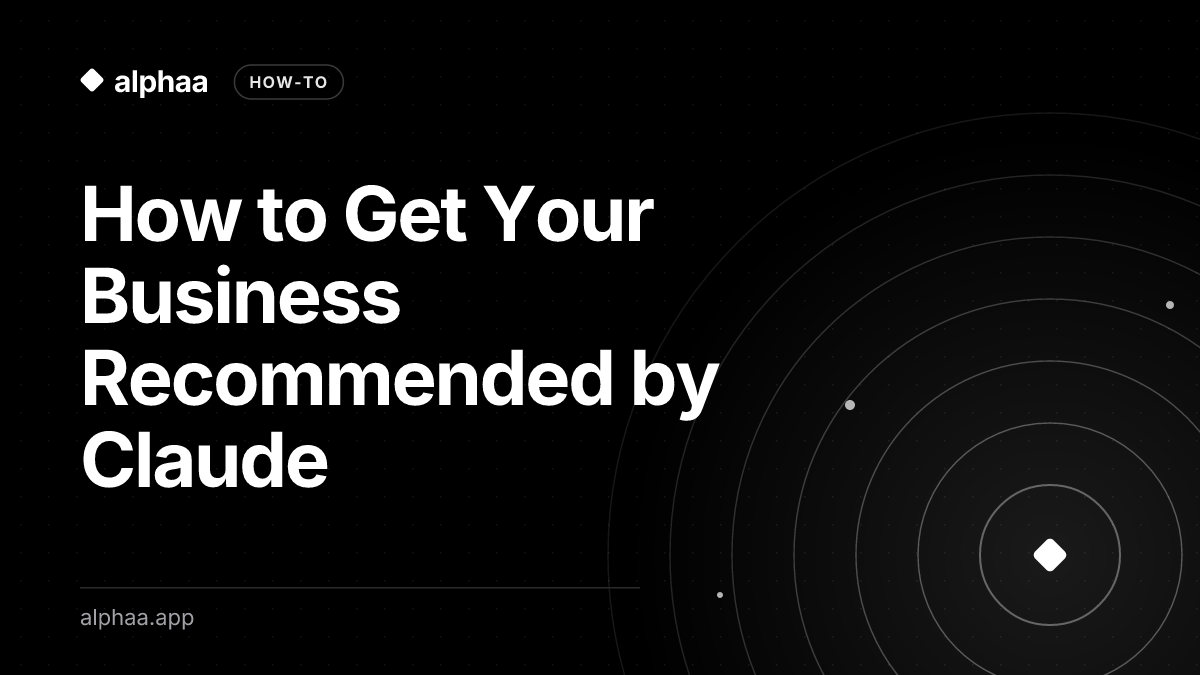 alphaa
HOW-TO
How to Get Your
Business
Recommended by
Claude
alphaa.app